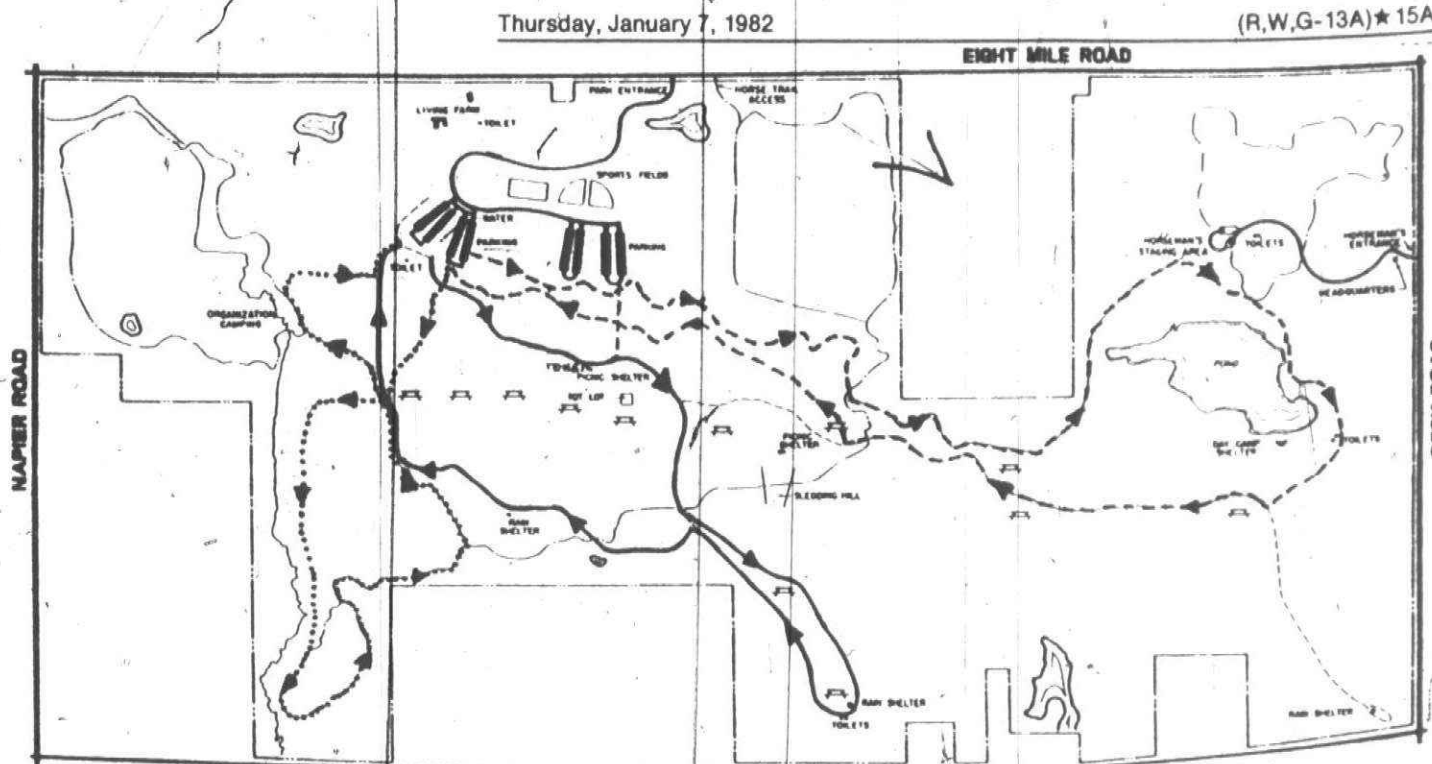 Thursday, January 7, 1982
(R,W,G-13A)★15A
EIGHT MILE ROAD
PARK ENTRANCE
HORSE TRAIL
ACCESS
LIVING FARM
TOILET
SPORTS FIELDS
WATER
PARKING
PARKING
TOILET
HORSEMAN'S
STAGING AREA
TOILETS
HORSEMAN'S
ENTRANCE
HEADQUARTERS
ORGANIZATION
CAMPING
NAPIER ROAD
PICNIC SHELTER
TOT LOT
POND
PICNIC
SHELTER
DAY CAMP
SHELTER
TOILETS
SLEDDING HILL
RAIN
SHELTER
RAIN SHELTER
TOILETS
RAIN SHELTER